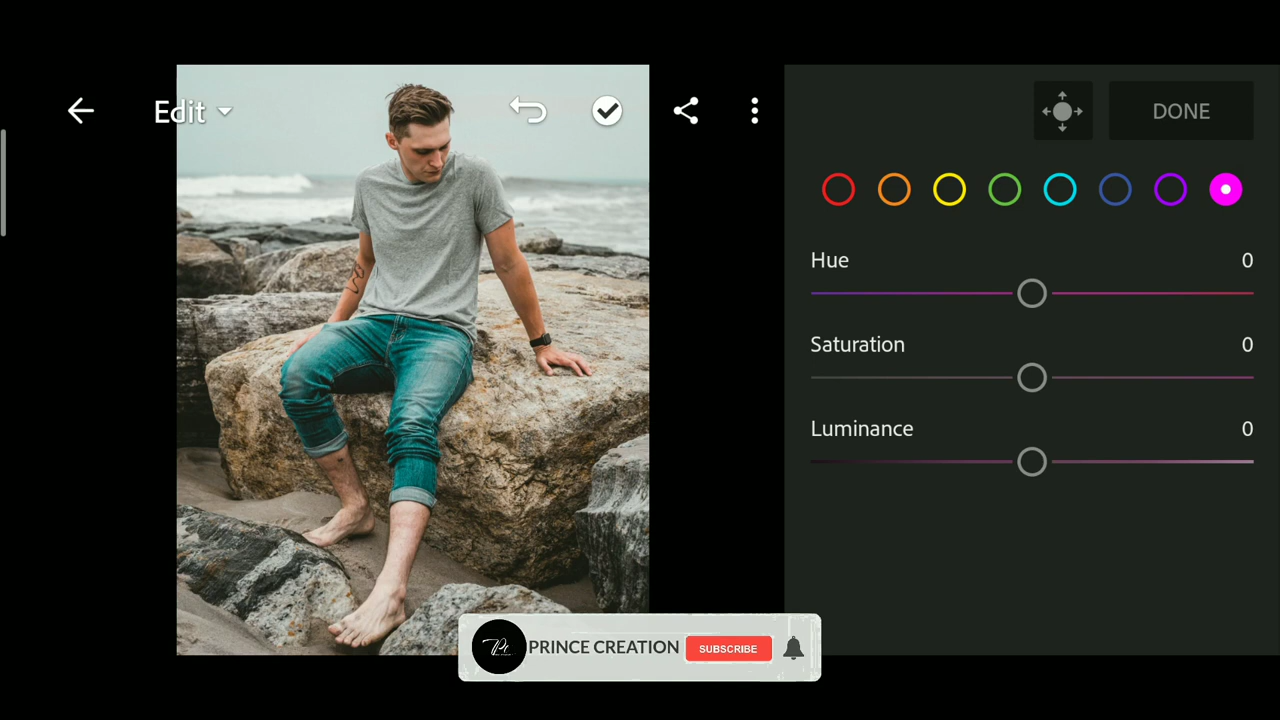 Edit
DONE
Hue 0
Saturation 0
Luminance 0
PRINCE CREATION SUBSCRIBE